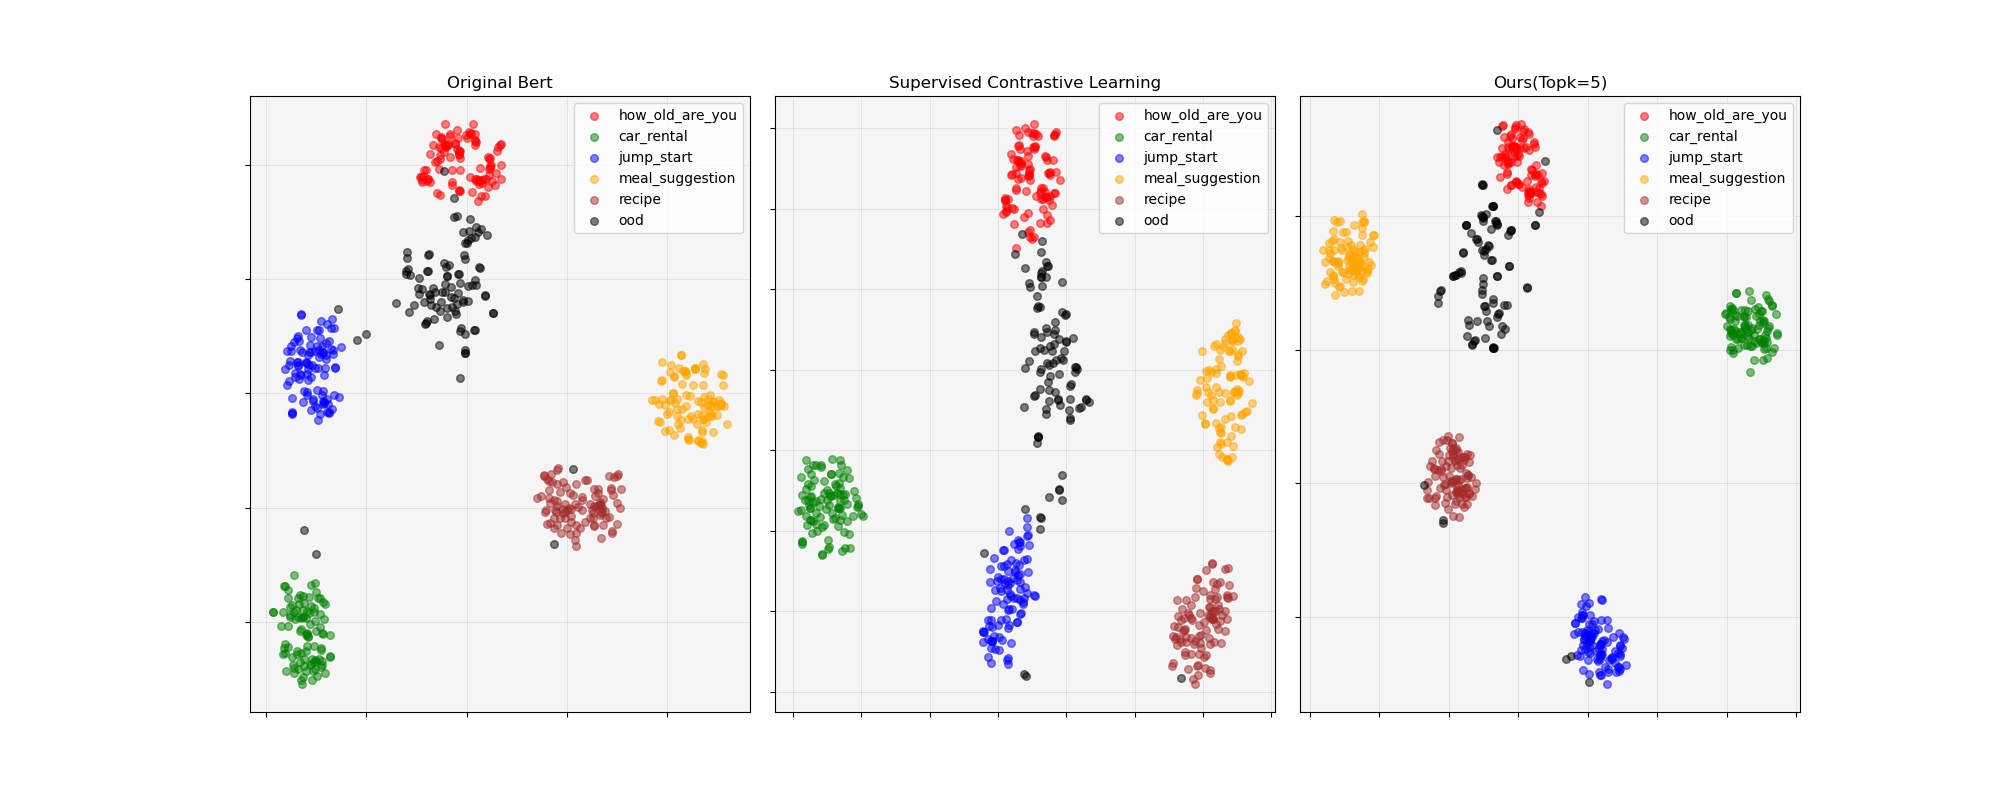 Original Bert
how_old_are_you
car_rental
jump_start
meal_suggestion
recipe
ood
Supervised Contrastive Learning
how_old_are_you
car_rental
jump_start
meal_suggestion
recipe
ood
Ours(Topk=5)
how_old_are_you
car_rental
jump_start
meal_suggestion
recipe
ood